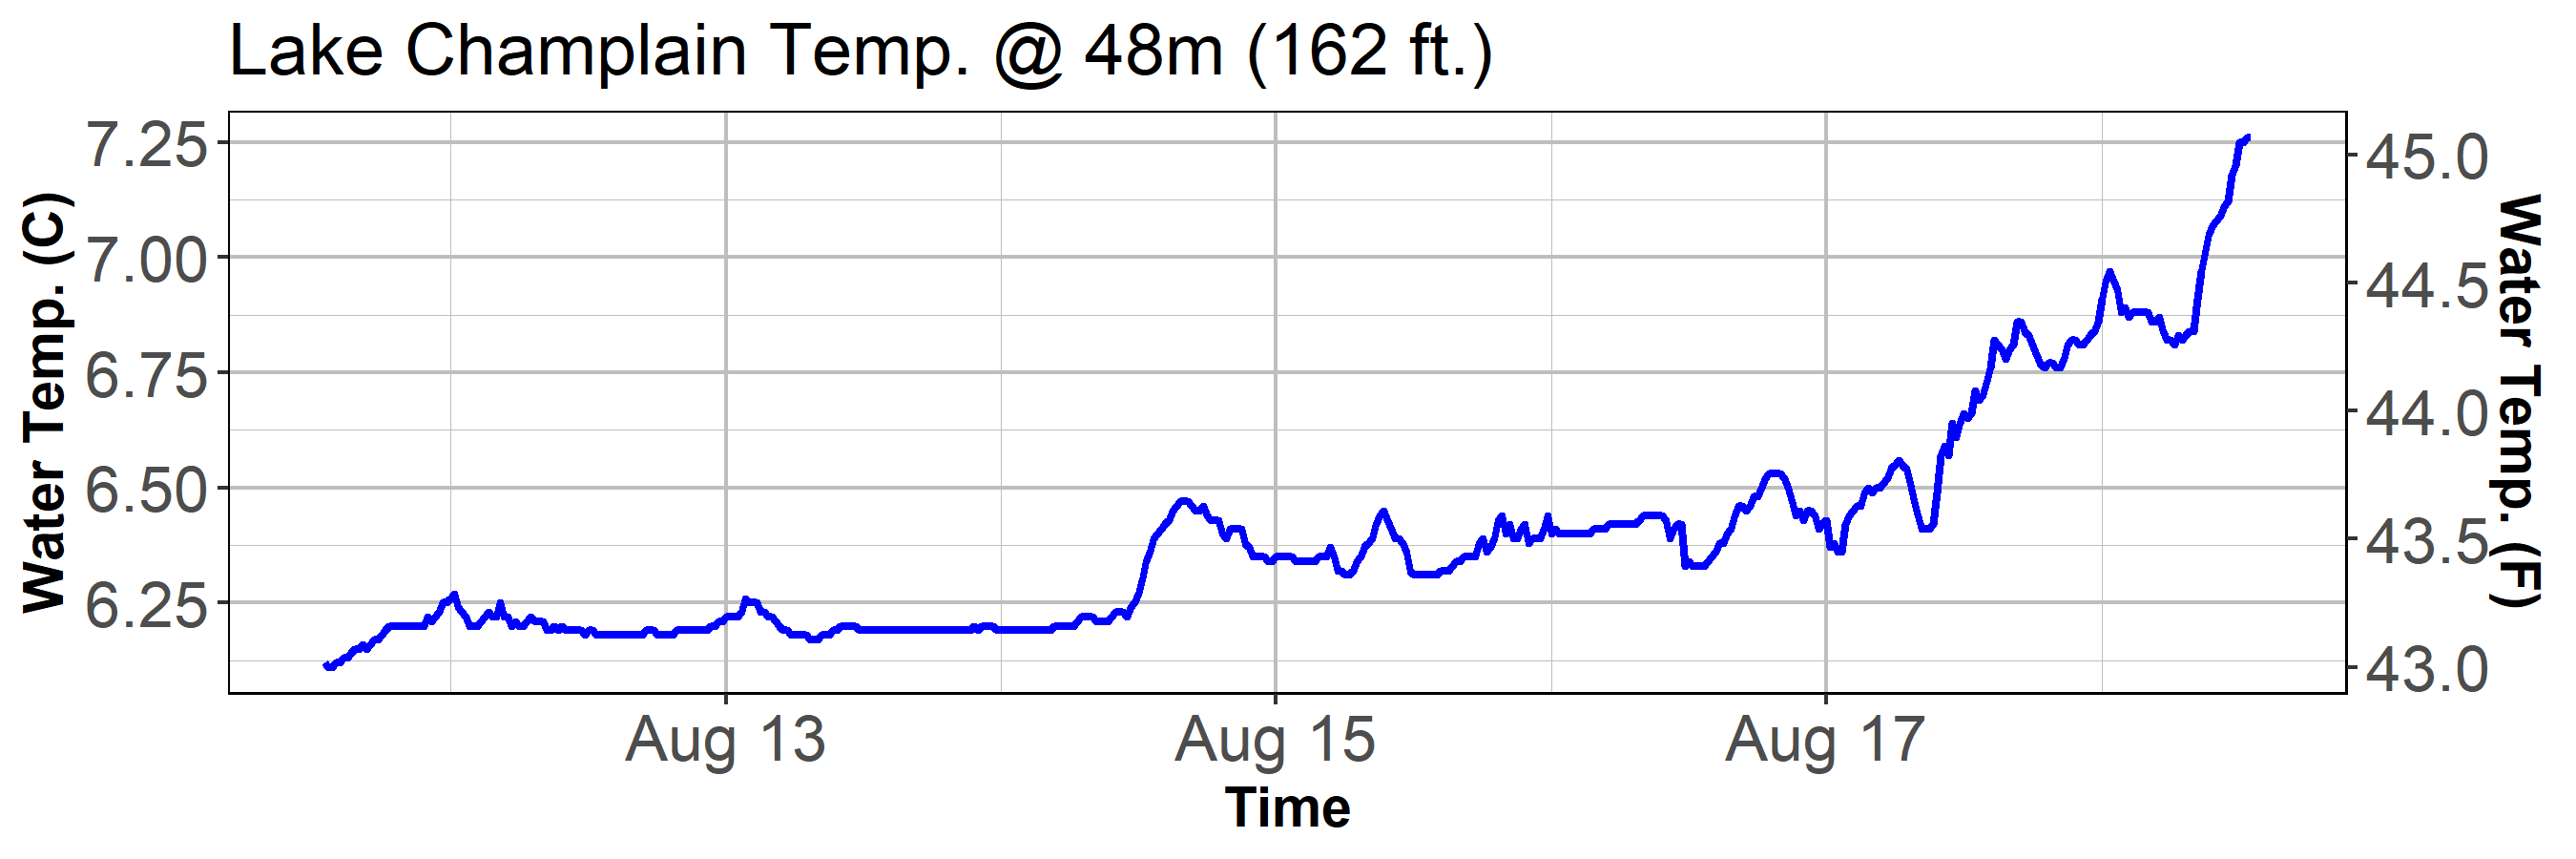 Lake Champlain Temp. @ 48m (162 ft.)
Water Temp. (C)
7.25
7.00
6.75
6.50
6.25
45.0
44.5
44.0
43.5
43.0
Water Temp. (F)
Aug 13
Aug 15
Aug 17
Time